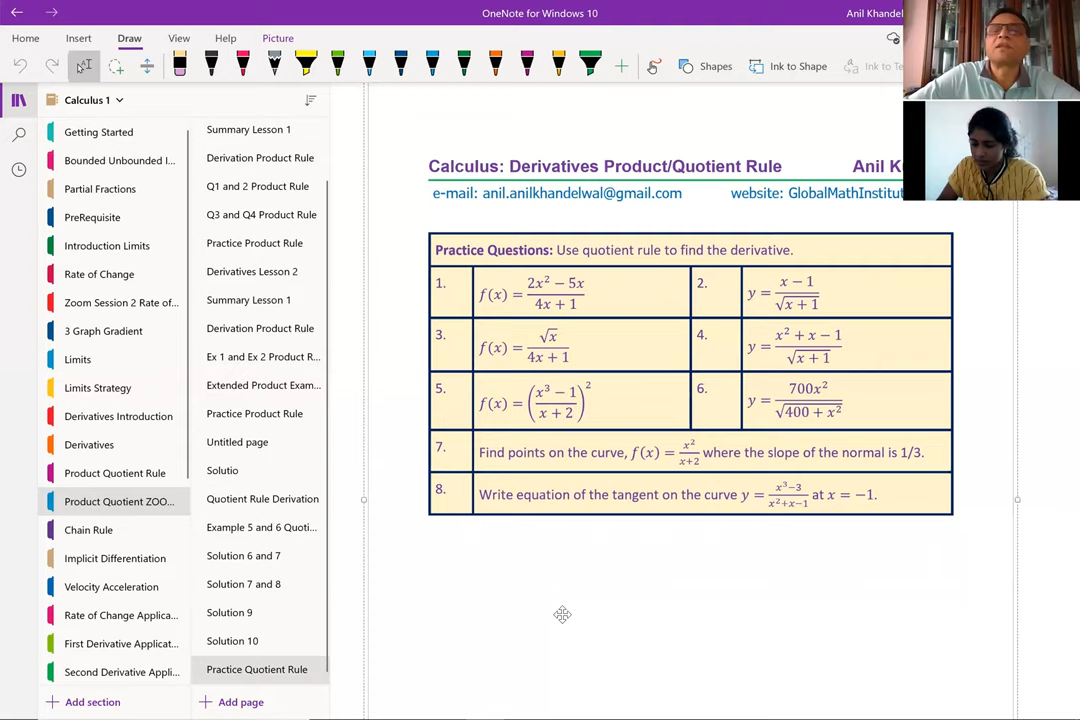 OneNote for Windows 10
Anil Khandel
Home
Insert
Draw
View
Help
Picture
Shapes
Ink to Shape
Ink to Te
Calculus 1
Getting Started
Bounded Unbounded I...
Partial Fractions
PreRequisite
Introduction Limits
Rate of Change
Zoom Session 2 Rate of...
3 Graph Gradient
Limits
Limits Strategy
Derivatives Introduction
Derivatives
Product Quotient Rule
Product Quotient ZOO...
Chain Rule
Implicit Differentiation
Velocity Acceleration
Rate of Change Applica...
First Derivative Applicat...
Second Derivative Appli...
Add section
Summary Lesson 1
Derivation Product Rule
Q1 and 2 Product Rule
Q3 and Q4 Product Rule
Practice Product Rule
Derivatives Lesson 2
Summary Lesson 1
Derivation Product Rule
Ex 1 and Ex 2 Product R...
Extended Product Exam...
Practice Product Rule
Untitled page
Solutio
Quotient Rule Derivation
Example 5 and 6 Quoti...
Solution 6 and 7
Solution 7 and 8
Solution 9
Solution 10
Practice Quotient Rule
Add page
Calculus: Derivatives Product/Quotient Rule Anil K
e-mail: anil.anilkhandelwal@gmail.com website: GlobalMathInstitut
Practice Questions: Use quotient rule to find the derivative.
1. f(x) = (2x² − 5x)/(4x + 1) 2. y = (x − 1)/√(x + 1)
3. f(x) = √x/(4x + 1) 4. y = (x² + x − 1)/√(x + 1)
5. f(x) = ((x³ − 1)/(x + 2))² 6. y = 700x²/√(400 + x²)
7. Find points on the curve, f(x) = x²/(x+2) where the slope of the normal is 1/3.
8. Write equation of the tangent on the curve y = (x³−3)/(x²+x−1) at x = −1.